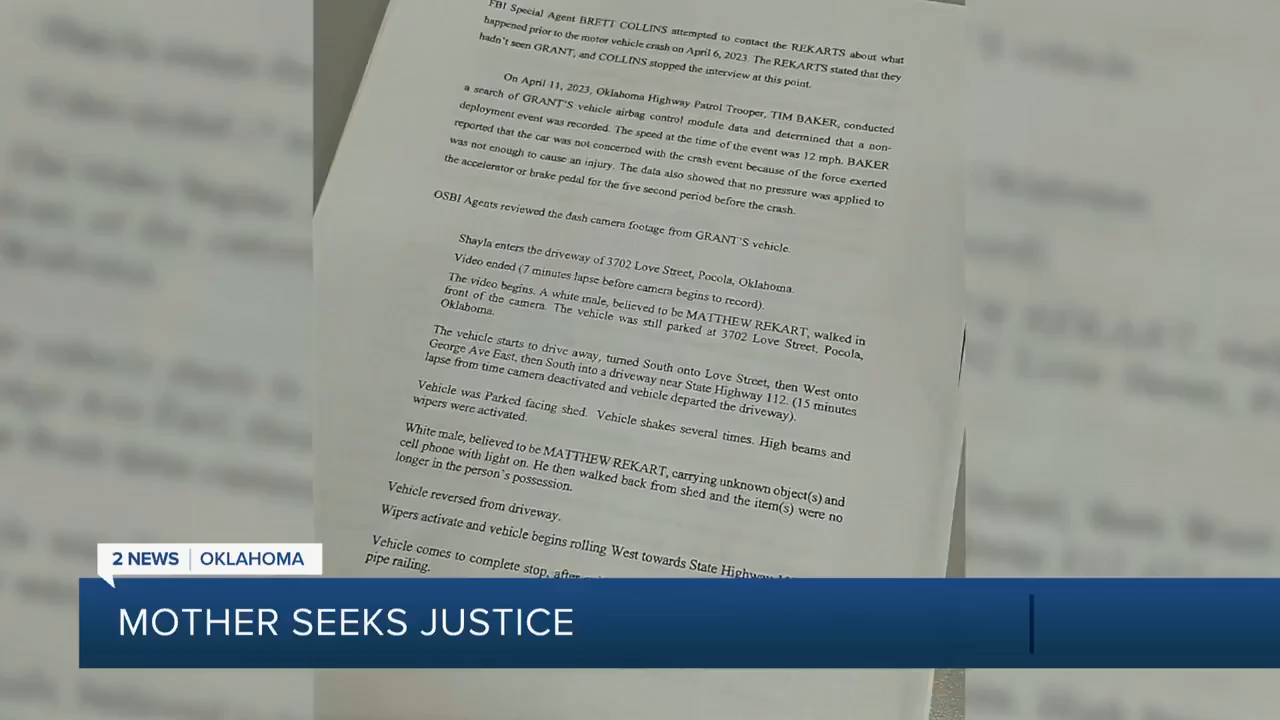 FBI Special Agent BRETT COLLINS attempted to contact the REKARTS about what
happened prior to the motor vehicle crash on April 6, 2023. The REKARTS stated that they
hadn't seen GRANT, and COLLINS stopped the interview at this point.
On April 11, 2023, Oklahoma Highway Patrol Trooper, TIM BAKER, conducted
a search of GRANT'S vehicle airbag control module data and determined that a non-
deployment event was recorded. The speed at the time of the event was 12 mph. BAKER
reported that the car was not concerned with the crash event because of the force exerted
was not enough to cause an injury. The data also showed that no pressure was applied to
the accelerator or brake pedal for the five second period before the crash.
OSBI Agents reviewed the dash camera footage from GRANT'S vehicle.
Shayla enters the driveway of 3702 Love Street, Pocola, Oklahoma.
Video ended (7 minutes lapse before camera begins to record).
The video begins. A white male, believed to be MATTHEW REKART, walked in
front of the camera. The vehicle was still parked at 3702 Love Street, Pocola,
Oklahoma.
The vehicle starts to drive away, turned South onto Love Street, then West onto
George Ave East, then South into a driveway near State Highway 112. (15 minutes
lapse from time camera deactivated and vehicle departed the driveway).
Vehicle was Parked facing shed. Vehicle shakes several times. High beams and
wipers were activated.
White male, believed to be MATTHEW REKART, carrying unknown object(s) and
cell phone with light on. He then walked back from shed and the item(s) were no
longer in the person's possession.
Vehicle reversed from driveway.
Wipers activate and vehicle begins rolling West towards State Highway
Vehicle comes to complete stop, after
pipe railing.
2 NEWS | OKLAHOMA
MOTHER SEEKS JUSTICE